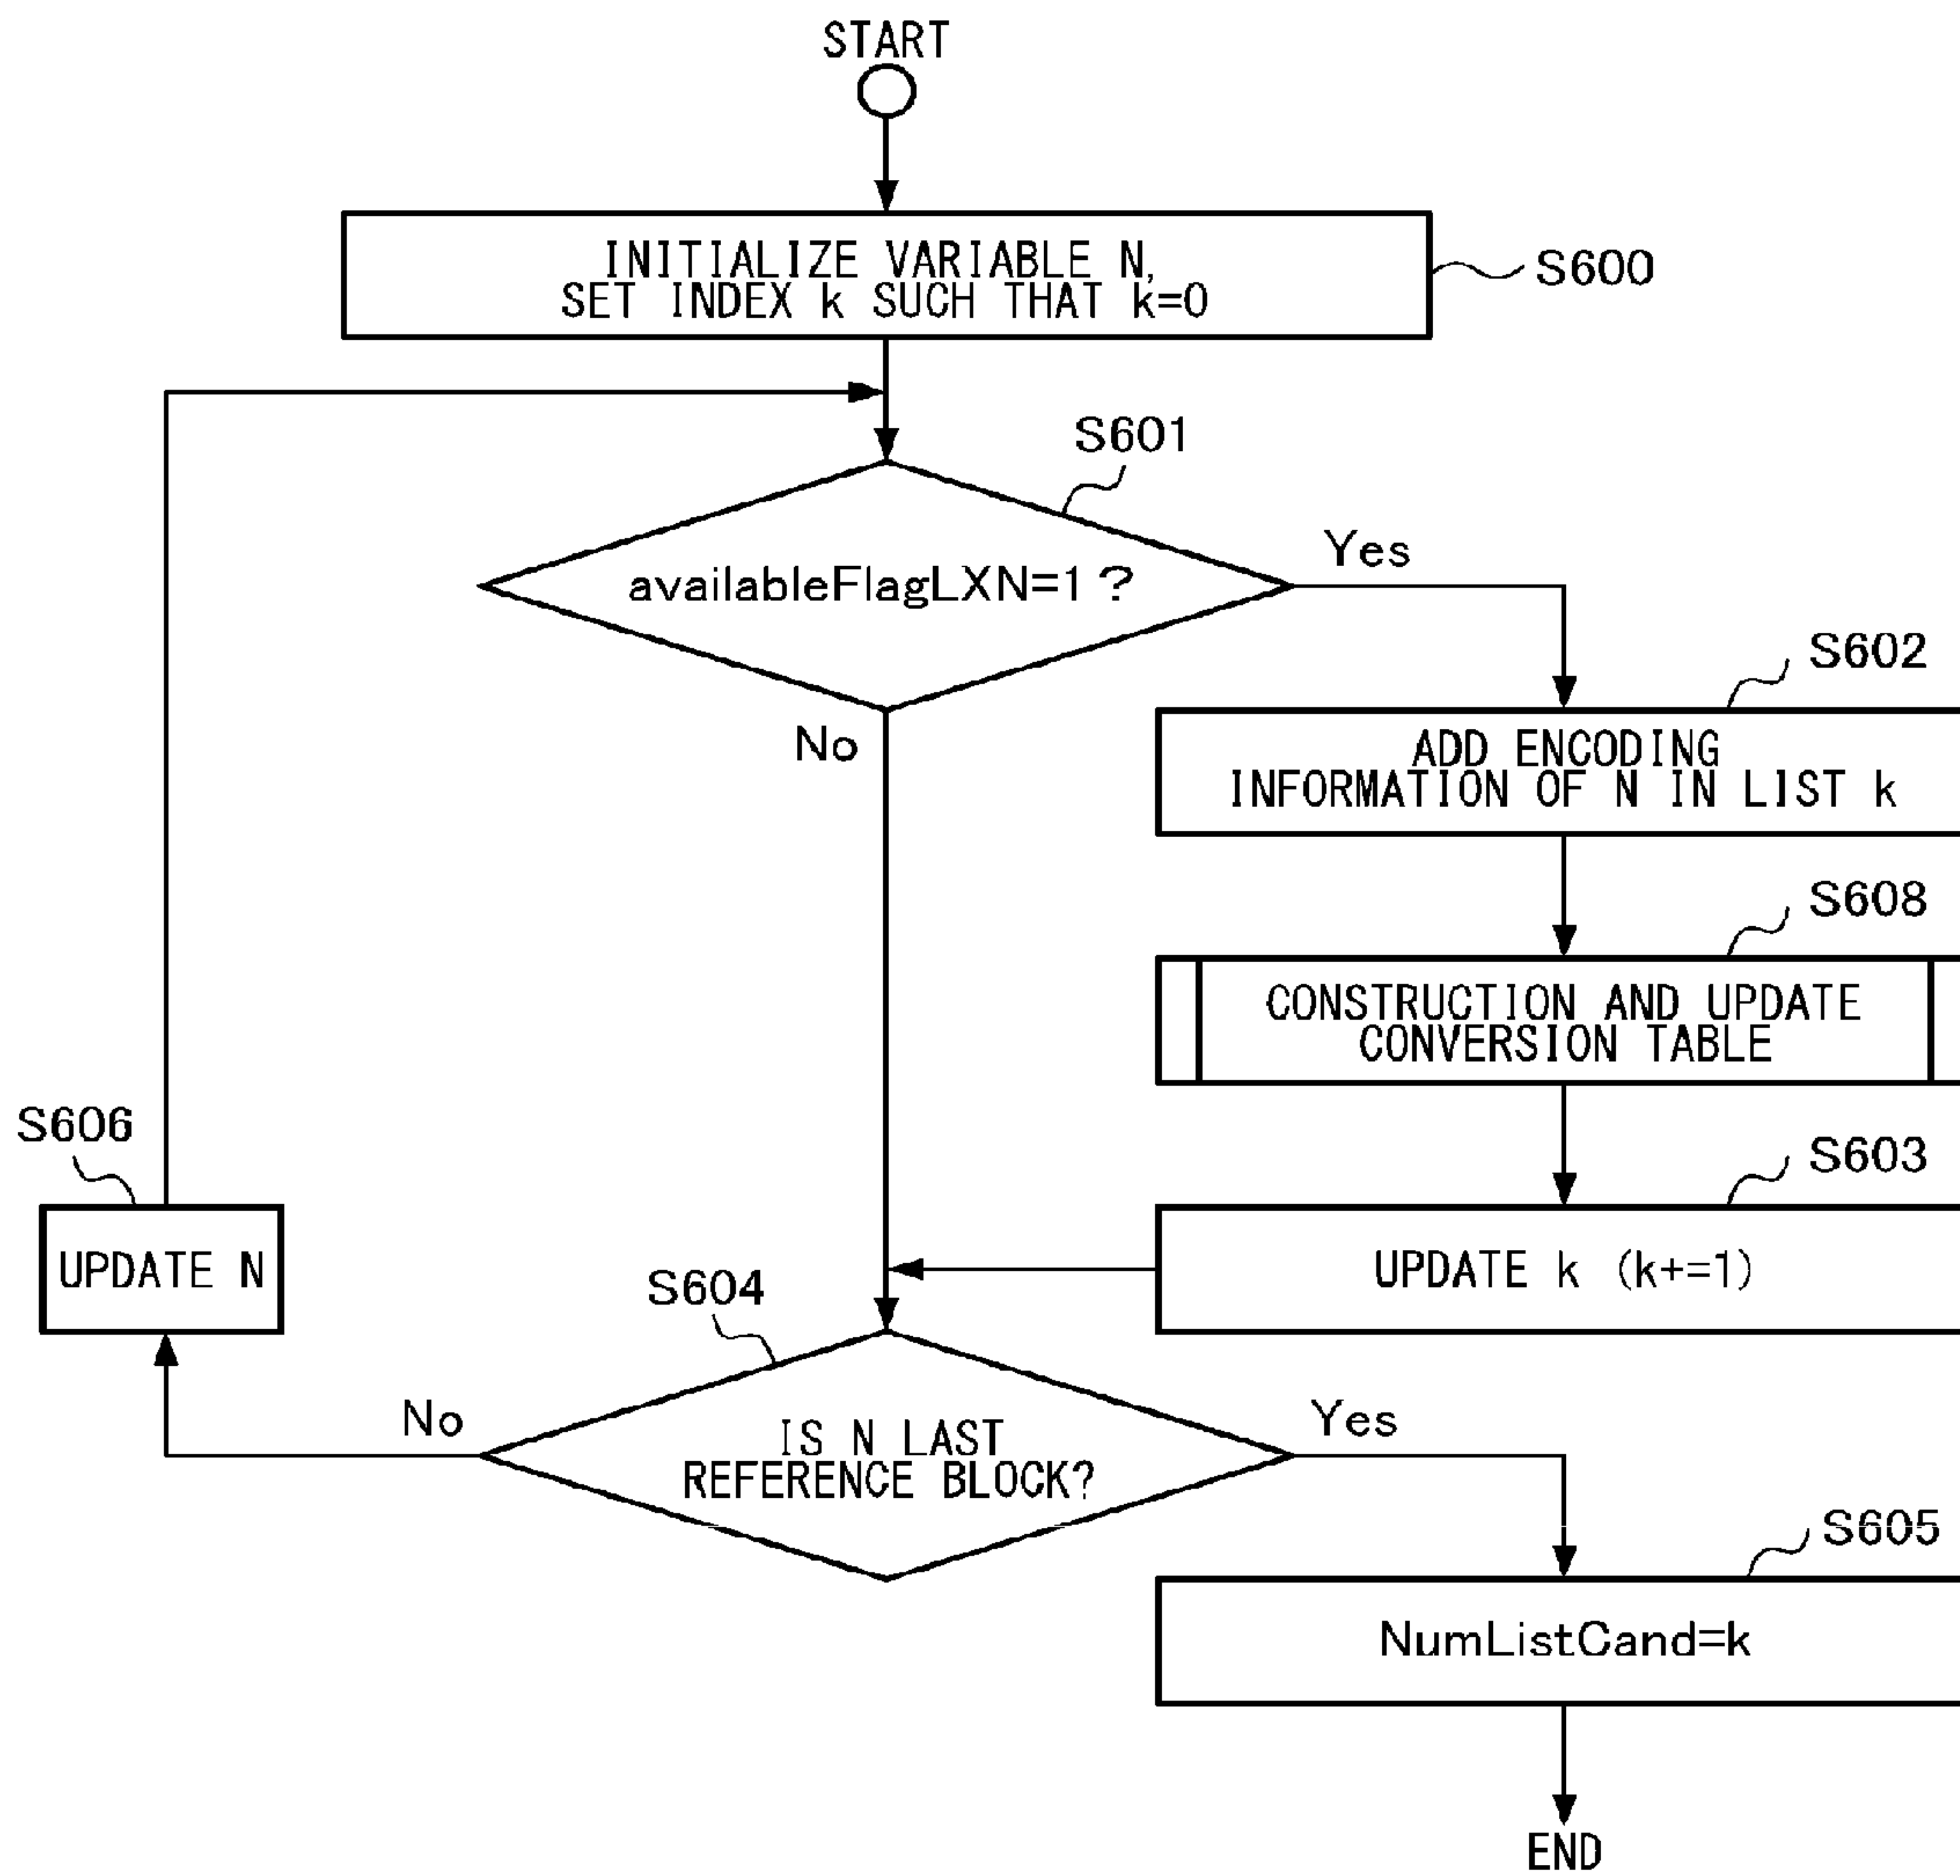 START
INITIALIZE VARIABLE N,
SET INDEX k SUCH THAT k=0
S600
S601
availableFlagLXN=1?
Yes
No
S602
ADD ENCODING
INFORMATION OF N IN LIST k
S608
CONSTRUCTION AND UPDATE
CONVERSION TABLE
S603
UPDATE k (k+=1)
S606
UPDATE N
S604
IS N LAST
REFERENCE BLOCK?
No
Yes
S605
NumListCand=k
END